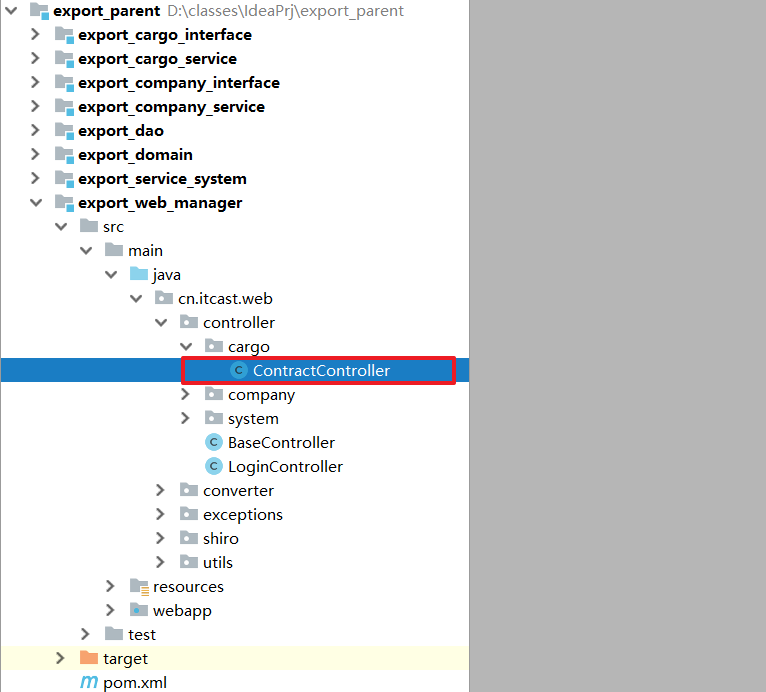 export_parent D:\classes\IdeaPrj\export_parent
export_cargo_interface
export_cargo_service
export_company_interface
export_company_service
export_dao
export_domain
export_service_system
export_web_manager
src
main
java
cn.itcast.web
controller
cargo
C ContractController
company
system
C BaseController
C LoginController
converter
exceptions
shiro
utils
resources
webapp
test
target
m pom.xml